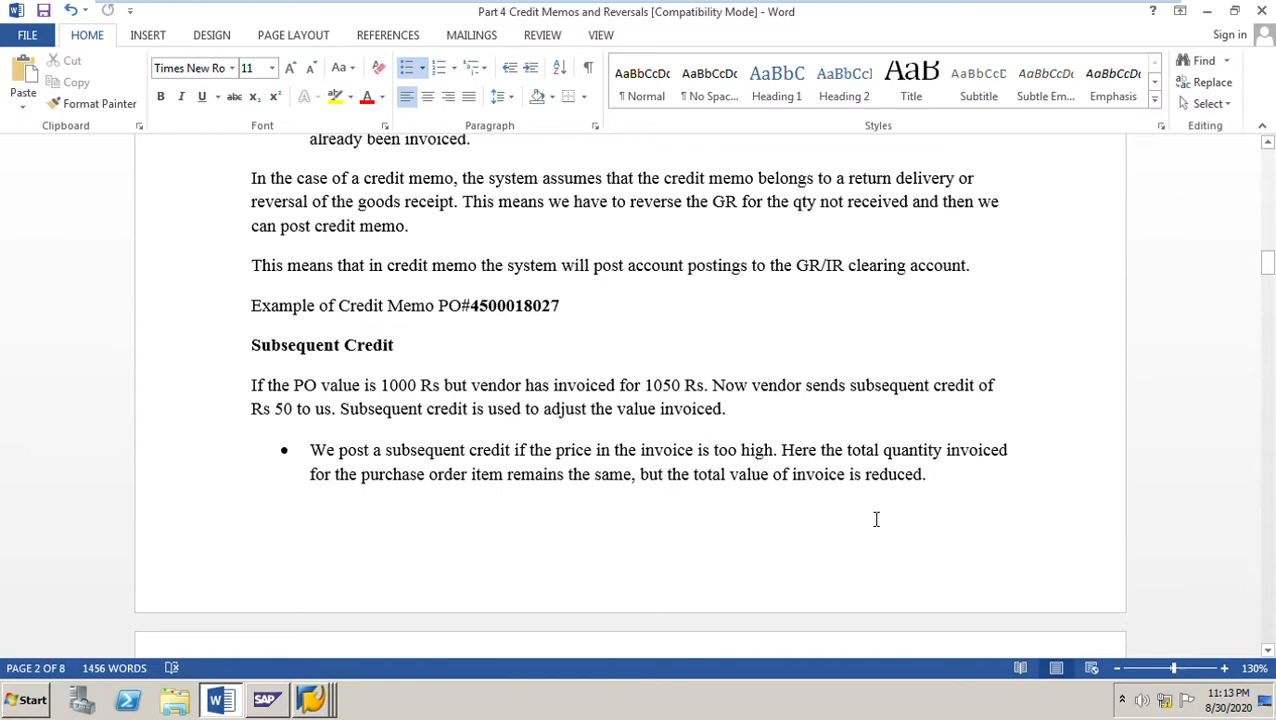 Part 4 Credit Memos and Reversals [Compatibility Mode] - Word
?
FILE HOME INSERT DESIGN PAGE LAYOUT REFERENCES MAILINGS REVIEW VIEW Sign in
Paste
Cut
Copy
Format Painter
Clipboard
Times New Ro 11
Font
Paragraph
AaBbCcDc AaBbCcDc AaBbC AaBbCcI AaB AaBbCcI AaBbCcDc AaBbCcDc
¶ Normal ¶ No Spac... Heading 1 Heading 2 Title Subtitle Subtle Em... Emphasis
Styles
Find
Replace
Select
Editing
already been invoiced.
In the case of a credit memo, the system assumes that the credit memo belongs to a return delivery or
reversal of the goods receipt. This means we have to reverse the GR for the qty not received and then we
can post credit memo.
This means that in credit memo the system will post account postings to the GR/IR clearing account.
Example of Credit Memo PO#4500018027
Subsequent Credit
If the PO value is 1000 Rs but vendor has invoiced for 1050 Rs. Now vendor sends subsequent credit of
Rs 50 to us. Subsequent credit is used to adjust the value invoiced.
• We post a subsequent credit if the price in the invoice is too high. Here the total quantity invoiced
for the purchase order item remains the same, but the total value of invoice is reduced.
PAGE 2 OF 8 1456 WORDS 130%
Start SAP 11:13 PM
8/30/2020